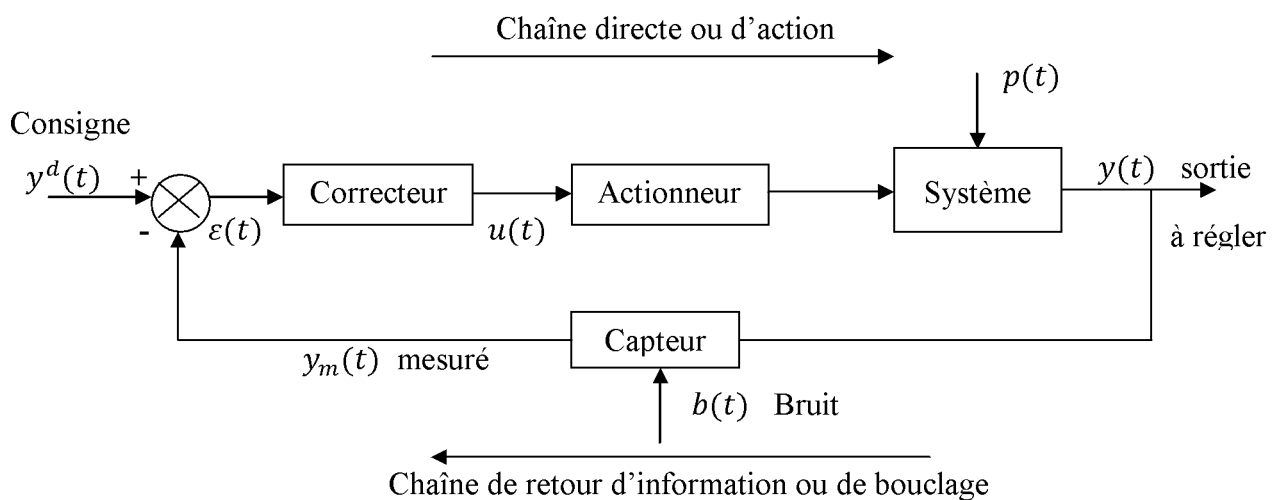 Chaîne directe ou d'action
p(t)
Consigne
y^d(t)
+
-
ε(t)
Correcteur
u(t)
Actionneur
Système
y(t) sortie
à régler
Capteur
y_m(t) mesuré
b(t) Bruit
Chaîne de retour d'information ou de bouclage